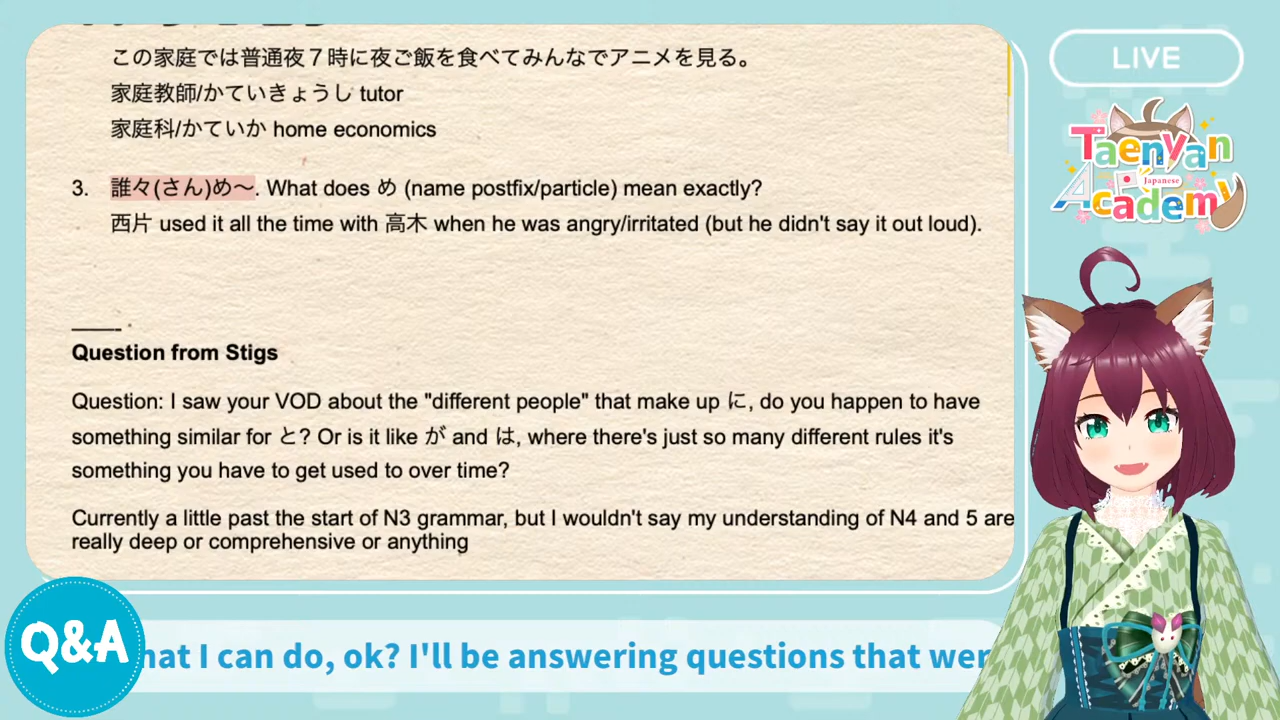 この家庭では普通夜７時に夜ご飯を食べてみんなでアニメを見る。
家庭教師/かていきょうし tutor
家庭科/かていか home economics
3. 誰々(さん)め〜. What does め (name postfix/particle) mean exactly?
西片 used it all the time with 高木 when he was angry/irritated (but he didn't say it out loud).
Question from Stigs
Question: I saw your VOD about the "different people" that make up に, do you happen to have
something similar for と? Or is it like が and は, where there's just so many different rules it's
something you have to get used to over time?
Currently a little past the start of N3 grammar, but I wouldn't say my understanding of N4 and 5 are
really deep or comprehensive or anything
LIVE
Taenyan
Japanese
Academy
Q&A
hat I can do, ok? I'll be answering questions that wer